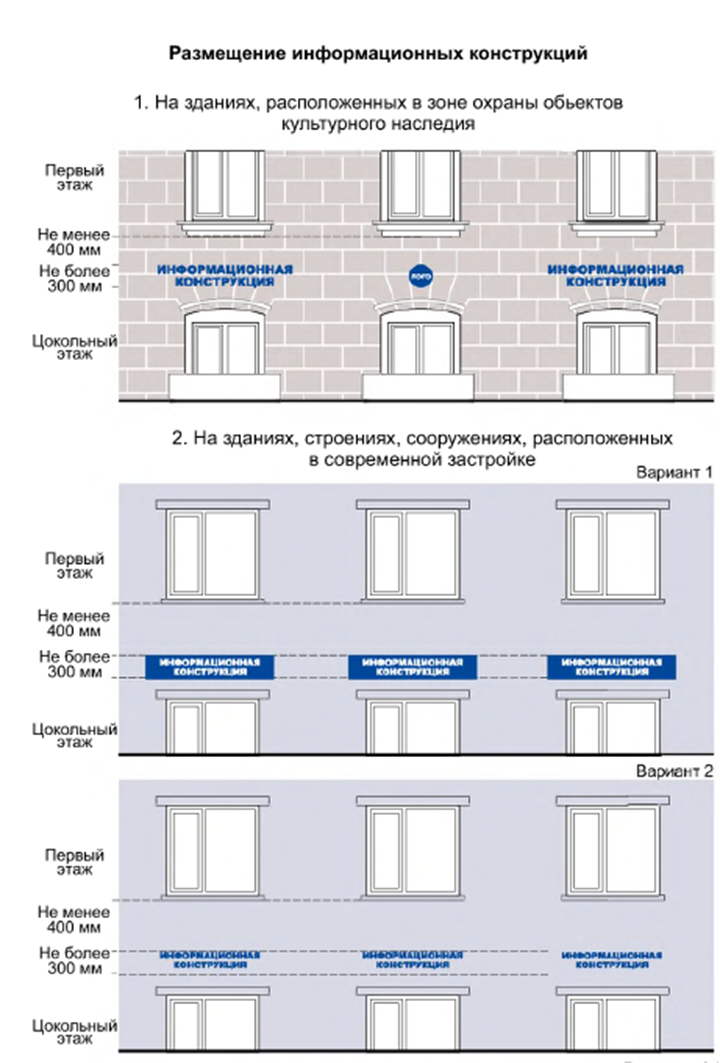 Размещение информационных конструкций
1. На зданиях, расположенных в зоне охраны обьектов
культурного наследия
Первый
этаж
Не менее
400 мм
Не более
300 мм
ИНФОРМАЦИОННАЯ
КОНСТРУКЦИЯ
ЛОГО
ИНФОРМАЦИОННАЯ
КОНСТРУКЦИЯ
Цокольный
этаж
2. На зданиях, строениях, сооружениях, расположенных
в современной застройке
Вариант 1
Первый
этаж
Не менее
400 мм
Не более
300 мм
ИНФОРМАЦИОННАЯ
КОНСТРУКЦИЯ
ИНФОРМАЦИОННАЯ
КОНСТРУКЦИЯ
ИНФОРМАЦИОННАЯ
КОНСТРУКЦИЯ
Цокольный
этаж
Вариант 2
Первый
этаж
Не менее
400 мм
Не более
300 мм
ИНФОРМАЦИОННАЯ
КОНСТРУКЦИЯ
ИНФОРМАЦИОННАЯ
КОНСТРУКЦИЯ
ИНФОРМАЦИОННАЯ
КОНСТРУКЦИЯ
Цокольный
этаж